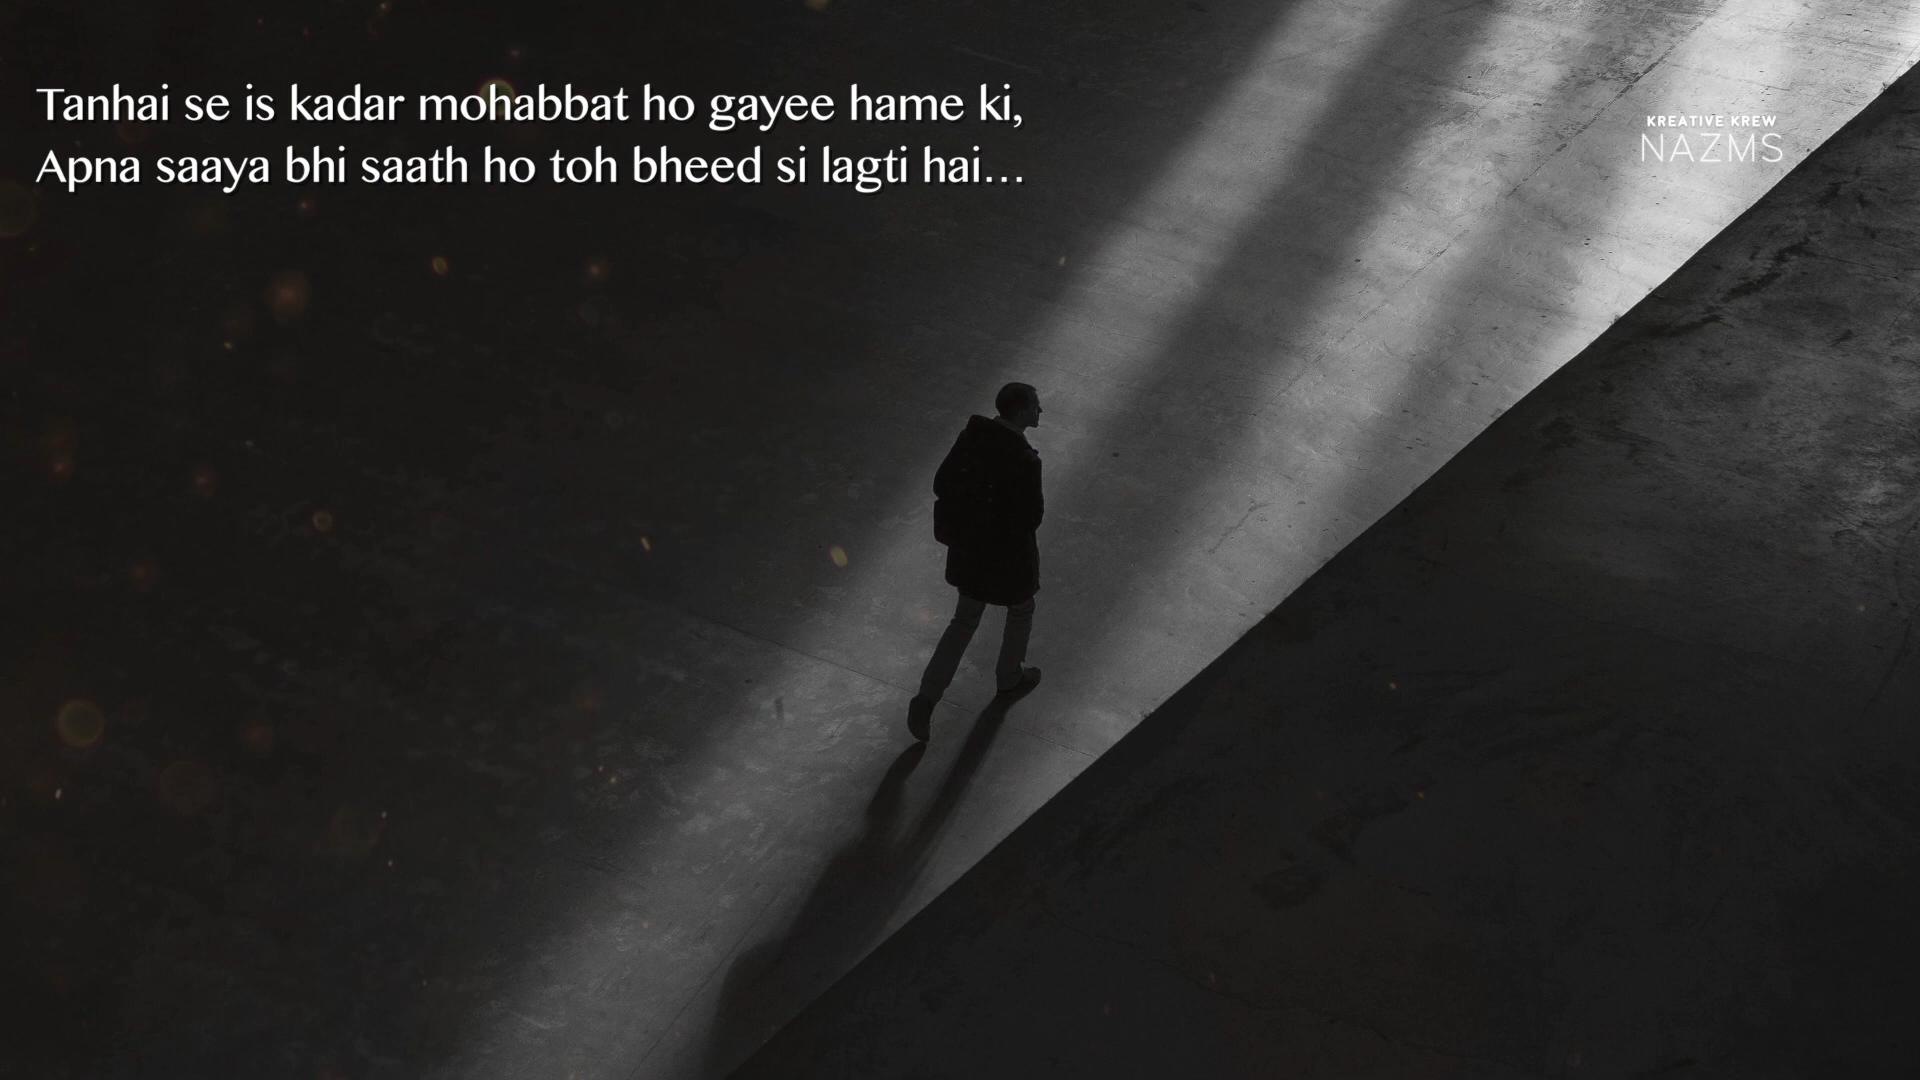 Tanhai se is kadar mohabbat ho gayee hame ki,
Apna saaya bhi saath ho toh bheed si lagti hai...
KREATIVE KREW
NAZMS